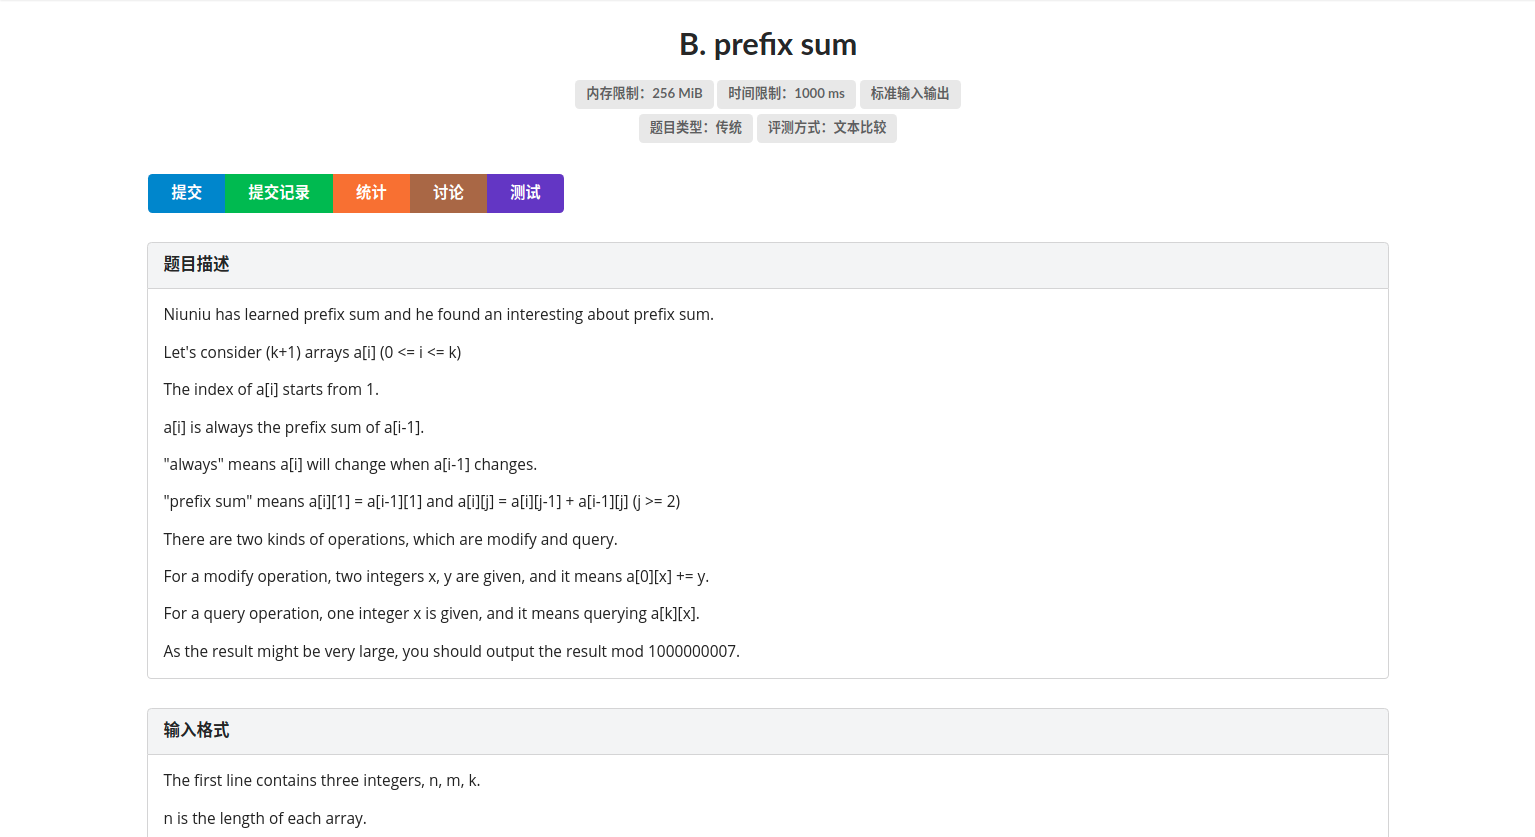 B. prefix sum
内存限制：256 MiB 时间限制：1000 ms 标准输入输出
题目类型：传统 评测方式：文本比较
提交 提交记录 统计 讨论 测试
题目描述
Niuniu has learned prefix sum and he found an interesting about prefix sum.
Let's consider (k+1) arrays a[i] (0 <= i <= k)
The index of a[i] starts from 1.
a[i] is always the prefix sum of a[i-1].
"always" means a[i] will change when a[i-1] changes.
"prefix sum" means a[i][1] = a[i-1][1] and a[i][j] = a[i][j-1] + a[i-1][j] (j >= 2)
There are two kinds of operations, which are modify and query.
For a modify operation, two integers x, y are given, and it means a[0][x] += y.
For a query operation, one integer x is given, and it means querying a[k][x].
As the result might be very large, you should output the result mod 1000000007.
输入格式
The first line contains three integers, n, m, k.
n is the length of each array.